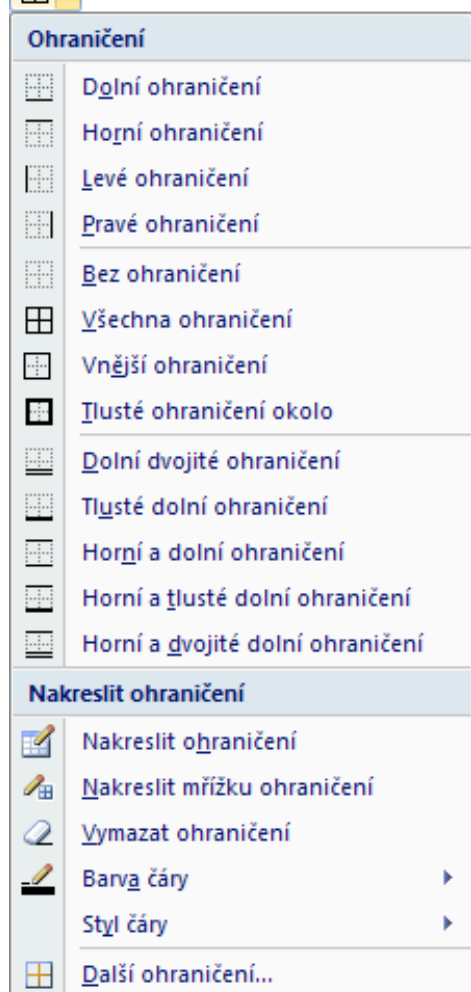 Ohraničení
Dolní ohraničení
Horní ohraničení
Levé ohraničení
Pravé ohraničení
Bez ohraničení
Všechna ohraničení
Vnější ohraničení
Tlusté ohraničení okolo
Dolní dvojité ohraničení
Tlusté dolní ohraničení
Horní a dolní ohraničení
Horní a tlusté dolní ohraničení
Horní a dvojité dolní ohraničení
Nakreslit ohraničení
Nakreslit ohraničení
Nakreslit mřížku ohraničení
Vymazat ohraničení
Barva čáry
Styl čáry
Další ohraničení...